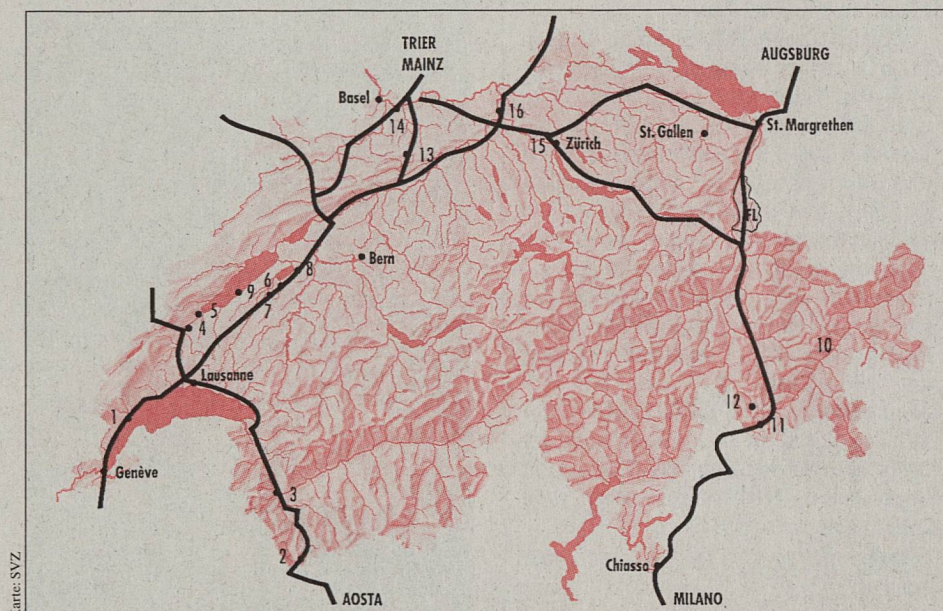 TRIER
MAINZ
AUGSBURG
Basel
14
16
St. Margrethen
St. Gallen
15
Zürich
13
FL
Bern
8
6
9
7
5
4
10
Lausanne
12
11
1
Genève
3
2
Chiasso
AOSTA
MILANO
Karte: SVZ